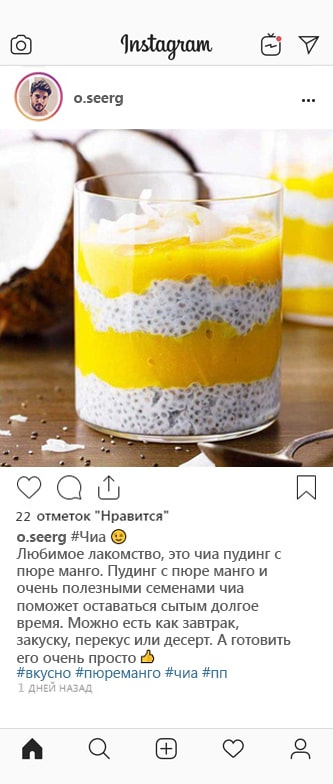 Instagram
o.seerg
22 отметок "Нравится"
o.seerg #Чиа 😉
Любимое лакомство, это чиа пудинг с
пюре манго. Пудинг с пюре манго и
очень полезными семенами чиа
поможет оставаться сытым долгое
время. Можно есть как завтрак,
закуску, перекус или десерт. А готовить
его очень просто 👍
#вкусно #пюреманго #чиа #пп
1 ДНЕЙ НАЗАД